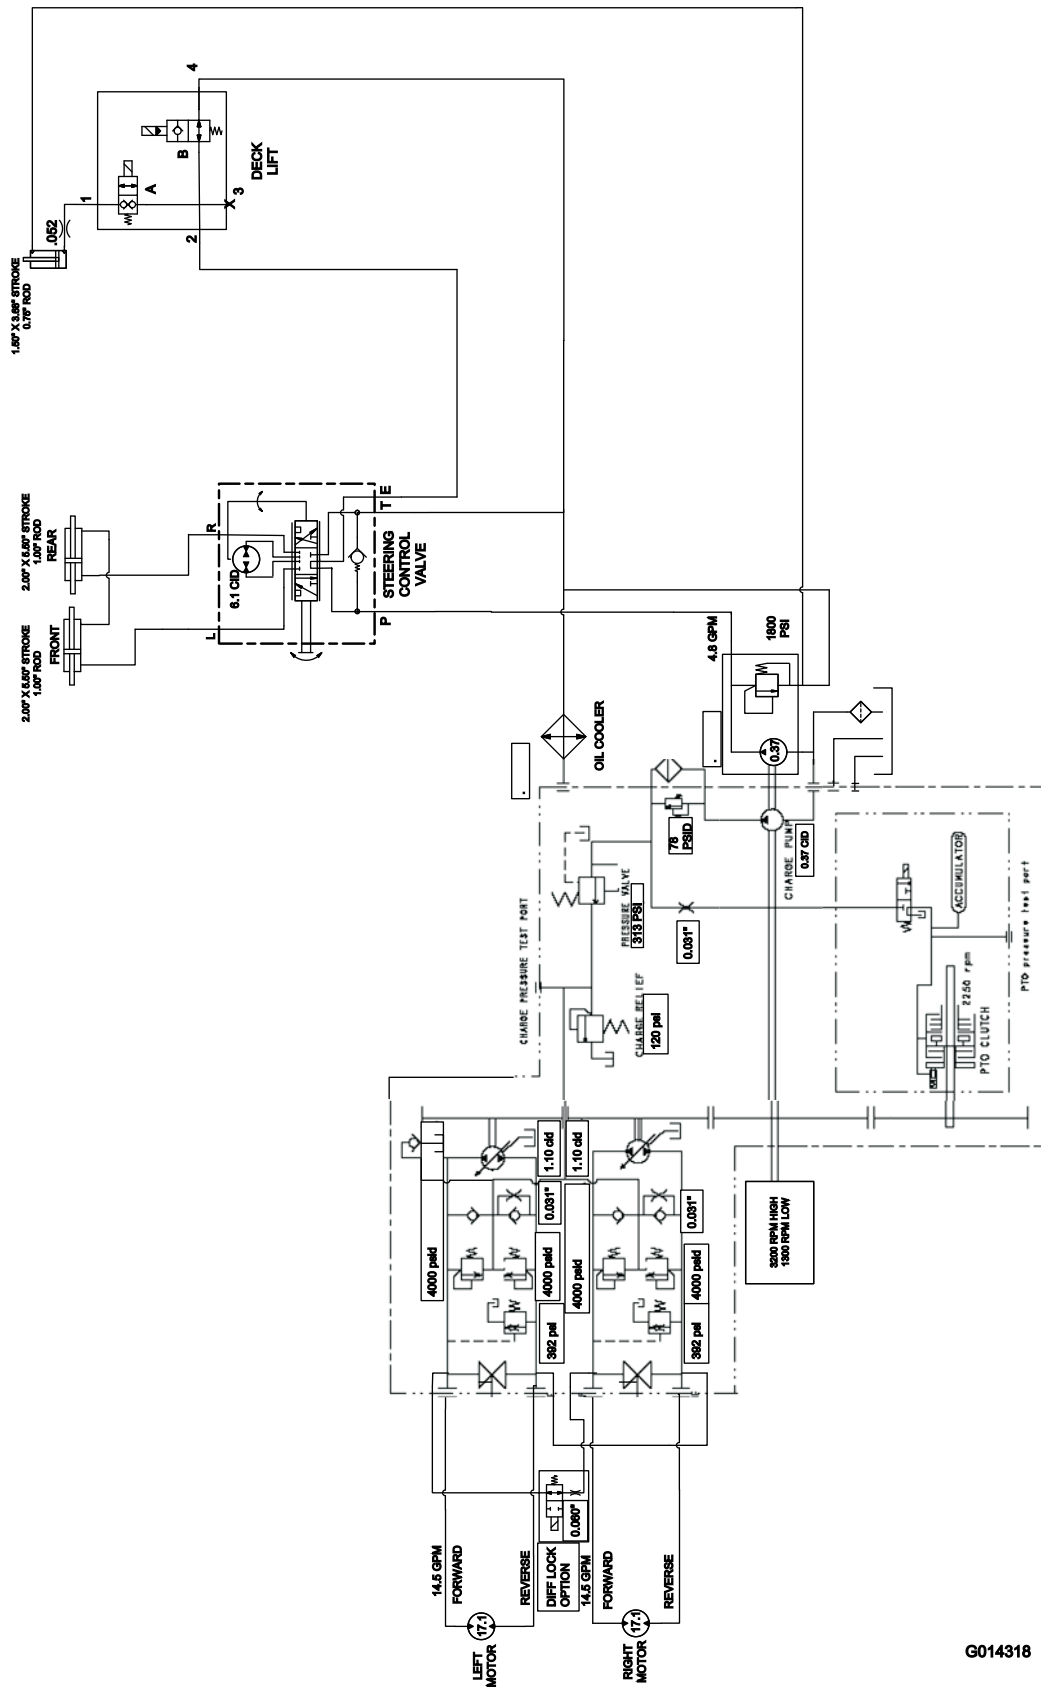 4
B
A
DECK
LIFT
1
3
2
.052
1.50" X 3.68" STROKE
0.75" ROD
2.00" X 5.50" STROKE
1.00" ROD
REAR
2.00" X 5.50" STROKE
1.00" ROD
FRONT
R
L
6.1 CID
E
T
P
STEERING
CONTROL
VALVE
4.8 GPM
1800
PSI
OIL COOLER
0.37
78
PSID
CHARGE PUMP
0.37 CID
PRESSURE VALVE
313 PSI
CHARGE PRESSURE TEST PORT
CHARGE RELIEF
120 psi
0.031"
ACCUMULATOR
2250 rpm
PTO CLUTCH
PTO pressure test port
1.10 cid
1.10 cid
0.031"
0.031"
4000 psid
4000 psid
4000 psid
4000 psid
392 psi
392 psi
3200 RPM HIGH
1300 RPM LOW
0.060"
DIFF LOCK
OPTION
14.5 GPM
FORWARD
REVERSE
14.5 GPM
FORWARD
REVERSE
17.1
LEFT
MOTOR
17.1
RIGHT
MOTOR
G014318